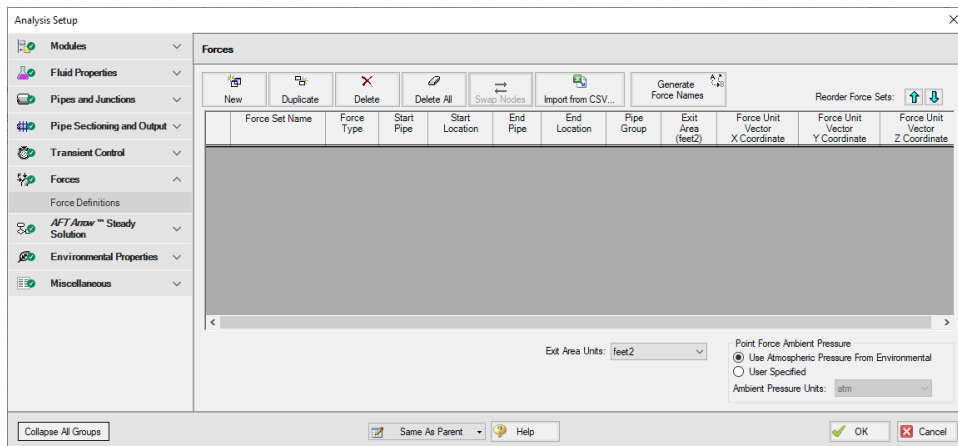 Analysis Setup
Modules
Fluid Properties
Pipes and Junctions
Pipe Sectioning and Output
Transient Control
Forces
Force Definitions
AFT Arrow ™ Steady
Solution
Environmental Properties
Miscellaneous
Forces
New
Duplicate
Delete
Delete All
Swap Nodes
Import from CSV...
Generate
Force Names
Reorder Force Sets:
Force Set Name
Force
Type
Start
Pipe
Start
Location
End
Pipe
End
Location
Pipe
Group
Exit
Area
(feet2)
Force Unit
Vector
X Coordinate
Force Unit
Vector
Y Coordinate
Force Unit
Vector
Z Coordinate
Exit Area Units:
feet2
Point Force Ambient Pressure
Use Atmospheric Pressure From Environmental
User Specified
Ambient Pressure Units:
atm
Collapse All Groups
Same As Parent
Help
OK
Cancel